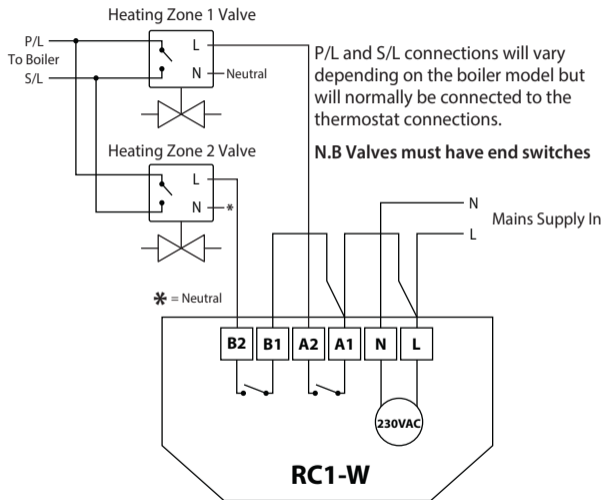 Heating Zone 1 Valve
P/L
To Boiler
S/L
L
N
Neutral
P/L and S/L connections will vary
depending on the boiler model but
will normally be connected to the
thermostat connections.
N.B Valves must have end switches
Heating Zone 2 Valve
L
N
*
N
Mains Supply In
L
* = Neutral
B2 B1 A2 A1 N L
230VAC
RC1-W